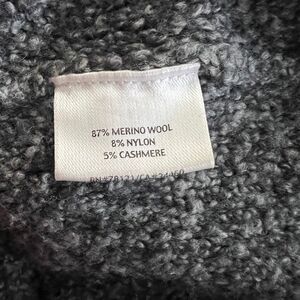 87% MERINO WOOL
8% NYLON
5% CASHMERE